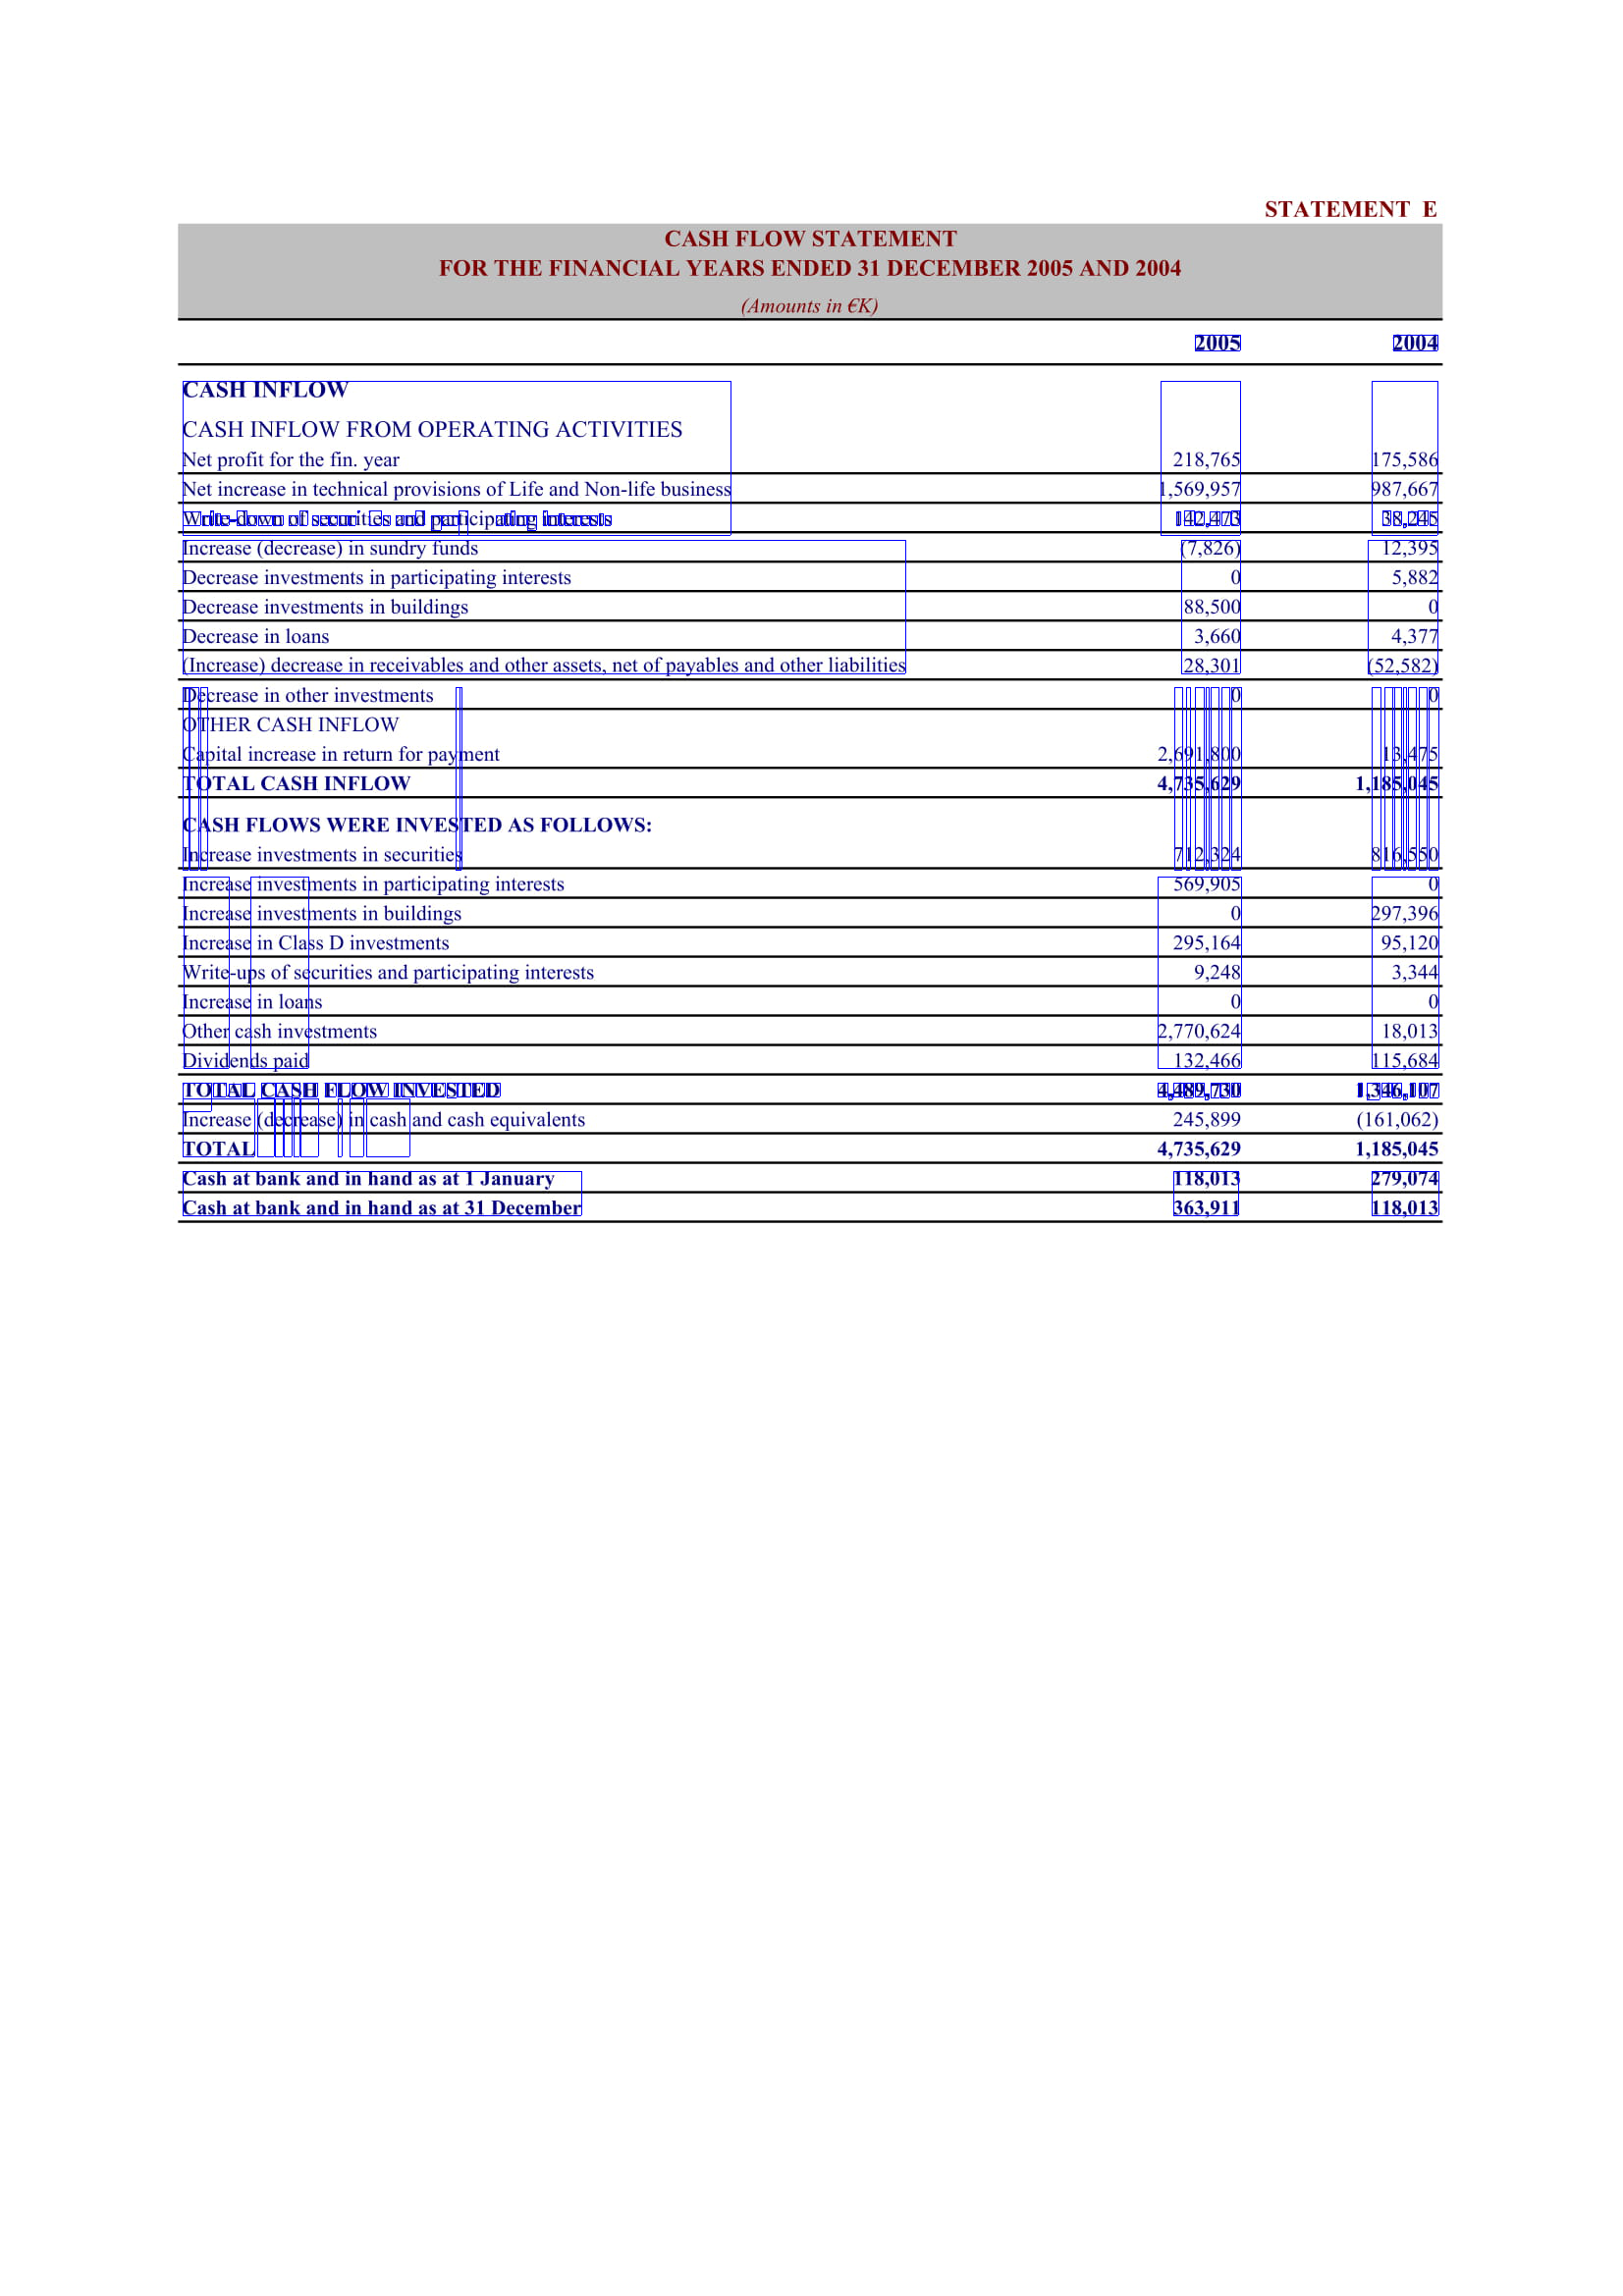 STATEMENT E
CASH FLOW STATEMENT
FOR THE FINANCIAL YEARS ENDED 31 DECEMBER 2005 AND 2004
(Amounts in €K)
2005 2004
CASH INFLOW
CASH INFLOW FROM OPERATING ACTIVITIES
Net profit for the fin. year 218,765 175,586
Net increase in technical provisions of Life and Non-life business 1,569,957 987,667
Write-down of securities and participating interests 142,473 38,245
Increase (decrease) in sundry funds (7,826) 12,395
Decrease investments in participating interests 0 5,882
Decrease investments in buildings 88,500 0
Decrease in loans 3,660 4,377
(Increase) decrease in receivables and other assets, net of payables and other liabilities 28,301 (52,582)
Decrease in other investments 0 0
OTHER CASH INFLOW
Capital increase in return for payment 2,691,800 13,475
TOTAL CASH INFLOW 4,735,629 1,185,045
CASH FLOWS WERE INVESTED AS FOLLOWS:
Increase investments in securities 712,324 816,550
Increase investments in participating interests 569,905 0
Increase investments in buildings 0 297,396
Increase in Class D investments 295,164 95,120
Write-ups of securities and participating interests 9,248 3,344
Increase in loans 0 0
Other cash investments 2,770,624 18,013
Dividends paid 132,466 115,684
TOTAL CASH FLOW INVESTED 4,489,730 1,346,107
Increase (decrease) in cash and cash equivalents 245,899 (161,062)
TOTAL 4,735,629 1,185,045
Cash at bank and in hand as at 1 January 118,013 279,074
Cash at bank and in hand as at 31 December 363,911 118,013